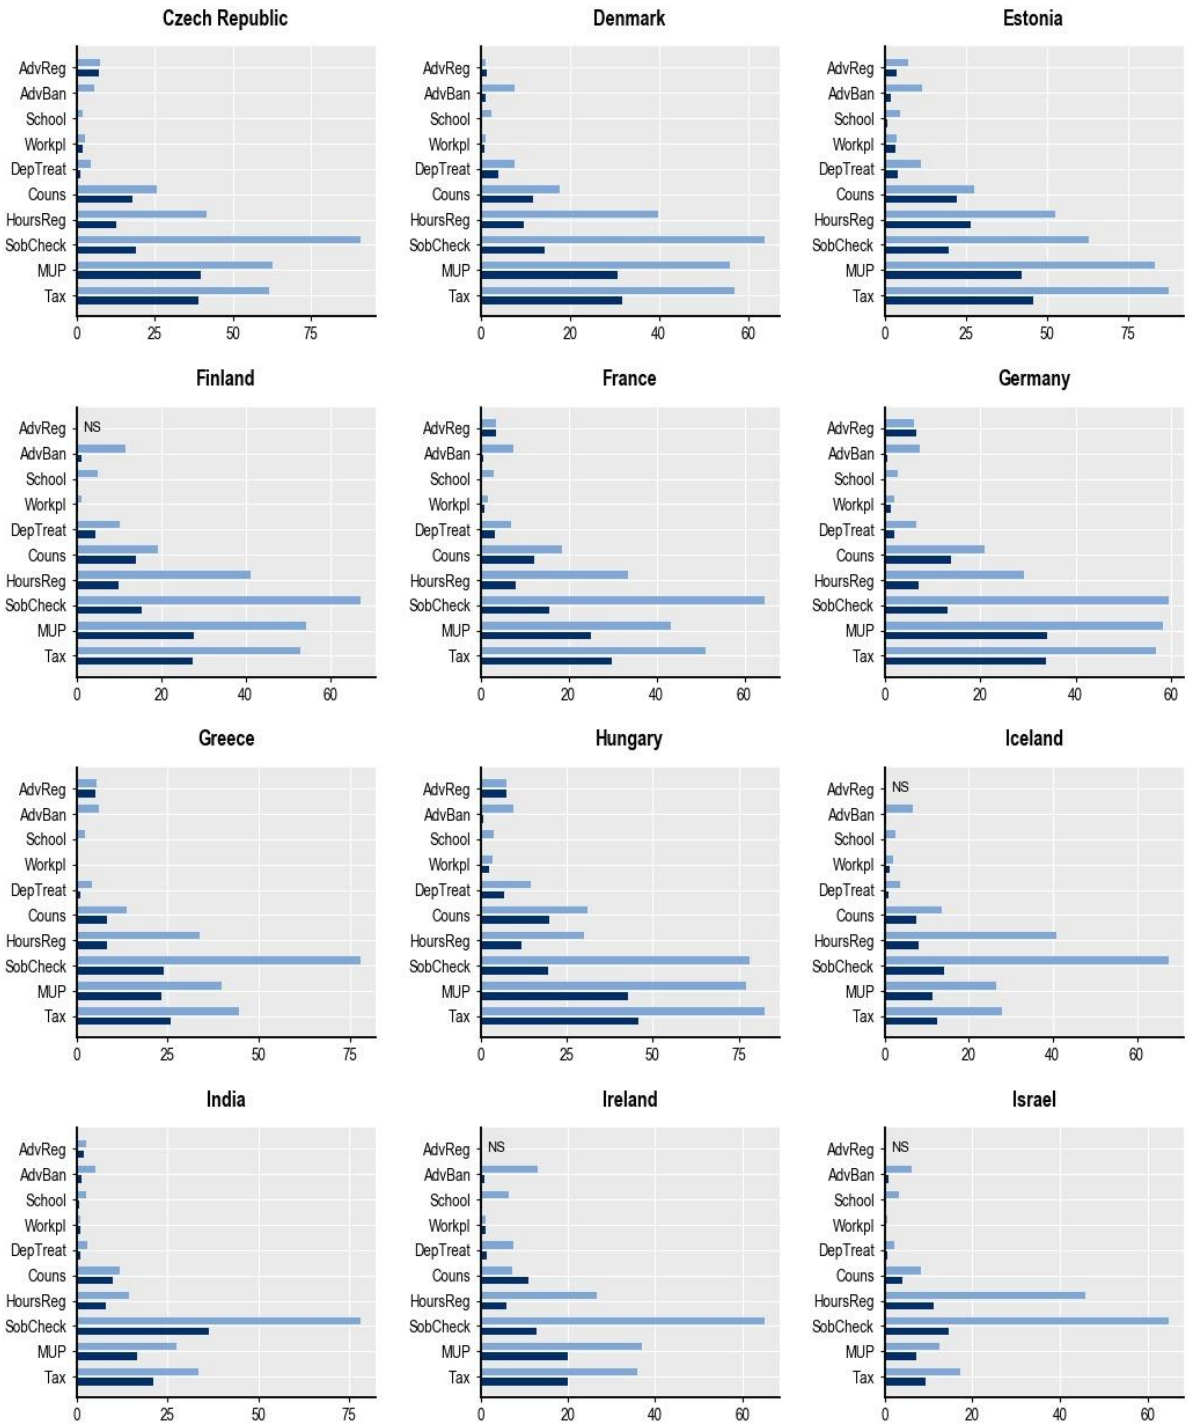 Czech Republic
AdvReg
AdvBan
School
Workpl
DepTreat
Couns
HoursReg
SobCheck
MUP
Tax
0 25 50 75
Denmark
AdvReg
AdvBan
School
Workpl
DepTreat
Couns
HoursReg
SobCheck
MUP
Tax
0 20 40 60
Estonia
AdvReg
AdvBan
School
Workpl
DepTreat
Couns
HoursReg
SobCheck
MUP
Tax
0 25 50 75
Finland
AdvReg NS
AdvBan
School
Workpl
DepTreat
Couns
HoursReg
SobCheck
MUP
Tax
0 20 40 60
France
AdvReg
AdvBan
School
Workpl
DepTreat
Couns
HoursReg
SobCheck
MUP
Tax
0 20 40 60
Germany
AdvReg
AdvBan
School
Workpl
DepTreat
Couns
HoursReg
SobCheck
MUP
Tax
0 20 40 60
Greece
AdvReg
AdvBan
School
Workpl
DepTreat
Couns
HoursReg
SobCheck
MUP
Tax
0 25 50 75
Hungary
AdvReg
AdvBan
School
Workpl
DepTreat
Couns
HoursReg
SobCheck
MUP
Tax
0 25 50 75
Iceland
AdvReg NS
AdvBan
School
Workpl
DepTreat
Couns
HoursReg
SobCheck
MUP
Tax
0 20 40 60
India
AdvReg
AdvBan
School
Workpl
DepTreat
Couns
HoursReg
SobCheck
MUP
Tax
0 25 50 75
Ireland
AdvReg NS
AdvBan
School
Workpl
DepTreat
Couns
HoursReg
SobCheck
MUP
Tax
0 20 40 60
Israel
AdvReg NS
AdvBan
School
Workpl
DepTreat
Couns
HoursReg
SobCheck
MUP
Tax
0 20 40 60